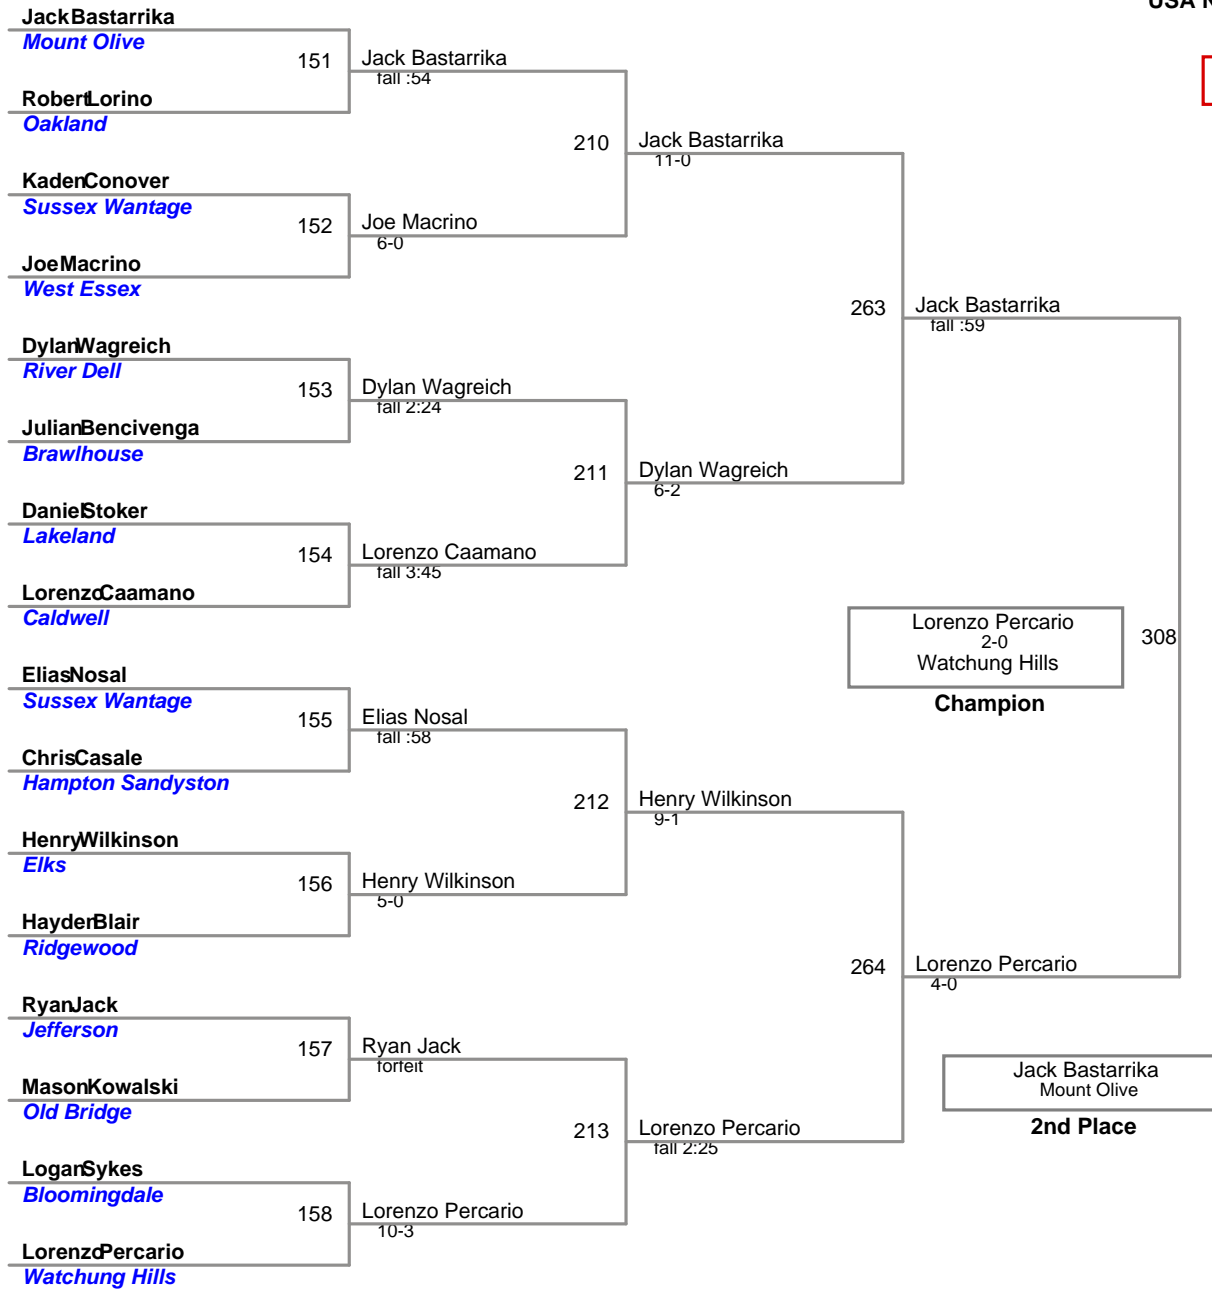 USA N
Jack Bastarrika
Mount Olive
151
Jack Bastarrika
fall :54
Robert Lorino
Oakland
210
Jack Bastarrika
11-0
Kaden Conover
Sussex Wantage
152
Joe Macrino
6-0
Joe Macrino
West Essex
263
Jack Bastarrika
fall :59
Dylan Wagreich
River Dell
153
Dylan Wagreich
fall 2:24
Julian Bencivenga
Brawlhouse
211
Dylan Wagreich
6-2
Daniel Stoker
Lakeland
154
Lorenzo Caamano
fall 3:45
Lorenzo Caamano
Caldwell
Lorenzo Percario
2-0
Watchung Hills
308
Champion
Elias Nosal
Sussex Wantage
155
Elias Nosal
fall :58
Chris Casale
Hampton Sandyston
212
Henry Wilkinson
9-1
Henry Wilkinson
Elks
156
Henry Wilkinson
5-0
Hayden Blair
Ridgewood
264
Lorenzo Percario
4-0
Ryan Jack
Jefferson
157
Ryan Jack
forfeit
Mason Kowalski
Old Bridge
Jack Bastarrika
Mount Olive
2nd Place
213
Lorenzo Percario
fall 2:25
Logan Sykes
Bloomingdale
158
Lorenzo Percario
10-3
Lorenzo Percario
Watchung Hills